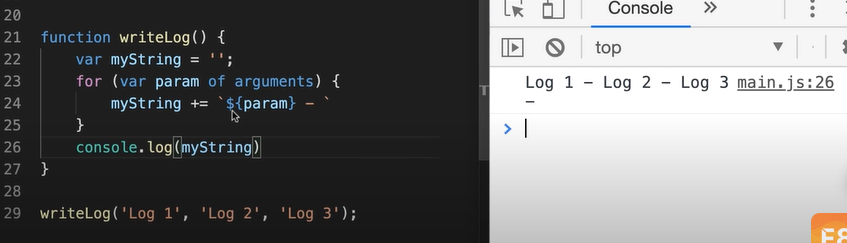 20
21 function writeLog() {
22     var myString = '';
23     for (var param of arguments) {
24         myString += `${param} - `
25     }
26     console.log(myString)
27 }
28
29 writeLog('Log 1', 'Log 2', 'Log 3');
Console
top
Log 1 - Log 2 - Log 3 main.js:26
-
>